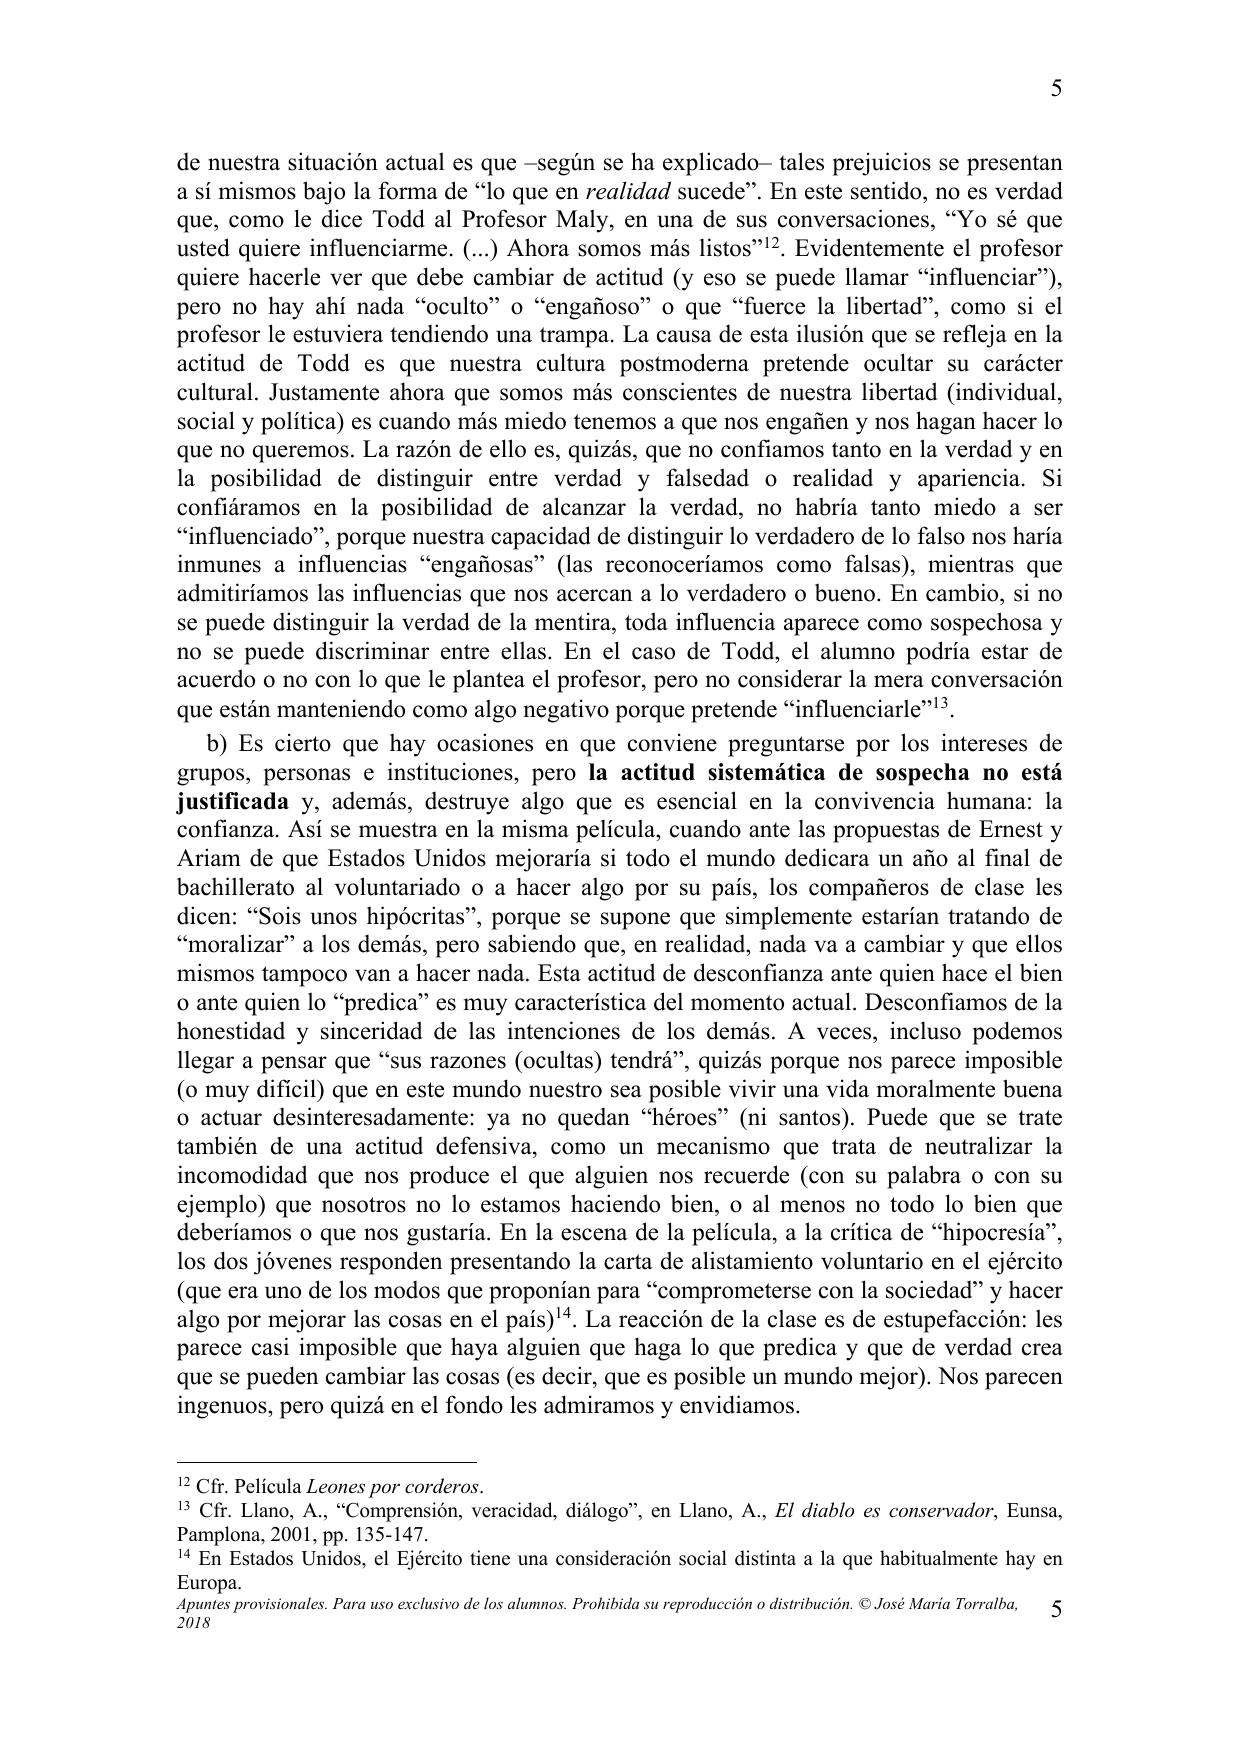 5
de nuestra situación actual es que –según se ha explicado– tales prejuicios se presentan
a sí mismos bajo la forma de “lo que en realidad sucede”. En este sentido, no es verdad
que, como le dice Todd al Profesor Maly, en una de sus conversaciones, “Yo sé que
usted quiere influenciarme. (...) Ahora somos más listos”12. Evidentemente el profesor
quiere hacerle ver que debe cambiar de actitud (y eso se puede llamar “influenciar”),
pero no hay ahí nada “oculto” o “engañoso” o que “fuerce la libertad”, como si el
profesor le estuviera tendiendo una trampa. La causa de esta ilusión que se refleja en la
actitud de Todd es que nuestra cultura postmoderna pretende ocultar su carácter
cultural. Justamente ahora que somos más conscientes de nuestra libertad (individual,
social y política) es cuando más miedo tenemos a que nos engañen y nos hagan hacer lo
que no queremos. La razón de ello es, quizás, que no confiamos tanto en la verdad y en
la posibilidad de distinguir entre verdad y falsedad o realidad y apariencia. Si
confiáramos en la posibilidad de alcanzar la verdad, no habría tanto miedo a ser
“influenciado”, porque nuestra capacidad de distinguir lo verdadero de lo falso nos haría
inmunes a influencias “engañosas” (las reconoceríamos como falsas), mientras que
admitiríamos las influencias que nos acercan a lo verdadero o bueno. En cambio, si no
se puede distinguir la verdad de la mentira, toda influencia aparece como sospechosa y
no se puede discriminar entre ellas. En el caso de Todd, el alumno podría estar de
acuerdo o no con lo que le plantea el profesor, pero no considerar la mera conversación
que están manteniendo como algo negativo porque pretende “influenciarle”13.
b) Es cierto que hay ocasiones en que conviene preguntarse por los intereses de
grupos, personas e instituciones, pero la actitud sistemática de sospecha no está
justificada y, además, destruye algo que es esencial en la convivencia humana: la
confianza. Así se muestra en la misma película, cuando ante las propuestas de Ernest y
Ariam de que Estados Unidos mejoraría si todo el mundo dedicara un año al final de
bachillerato al voluntariado o a hacer algo por su país, los compañeros de clase les
dicen: “Sois unos hipócritas”, porque se supone que simplemente estarían tratando de
“moralizar” a los demás, pero sabiendo que, en realidad, nada va a cambiar y que ellos
mismos tampoco van a hacer nada. Esta actitud de desconfianza ante quien hace el bien
o ante quien lo “predica” es muy característica del momento actual. Desconfiamos de la
honestidad y sinceridad de las intenciones de los demás. A veces, incluso podemos
llegar a pensar que “sus razones (ocultas) tendrá”, quizás porque nos parece imposible
(o muy difícil) que en este mundo nuestro sea posible vivir una vida moralmente buena
o actuar desinteresadamente: ya no quedan “héroes” (ni santos). Puede que se trate
también de una actitud defensiva, como un mecanismo que trata de neutralizar la
incomodidad que nos produce el que alguien nos recuerde (con su palabra o con su
ejemplo) que nosotros no lo estamos haciendo bien, o al menos no todo lo bien que
deberíamos o que nos gustaría. En la escena de la película, a la crítica de “hipocresía”,
los dos jóvenes responden presentando la carta de alistamiento voluntario en el ejército
(que era uno de los modos que proponían para “comprometerse con la sociedad” y hacer
algo por mejorar las cosas en el país)14. La reacción de la clase es de estupefacción: les
parece casi imposible que haya alguien que haga lo que predica y que de verdad crea
que se pueden cambiar las cosas (es decir, que es posible un mundo mejor). Nos parecen
ingenuos, pero quizá en el fondo les admiramos y envidiamos.
12 Cfr. Película Leones por corderos.
13 Cfr. Llano, A., “Comprensión, veracidad, diálogo”, en Llano, A., El diablo es conservador, Eunsa,
Pamplona, 2001, pp. 135-147.
14 En Estados Unidos, el Ejército tiene una consideración social distinta a la que habitualmente hay en
Europa.
Apuntes provisionales. Para uso exclusivo de los alumnos. Prohibida su reproducción o distribución. © José María Torralba,
2018
5